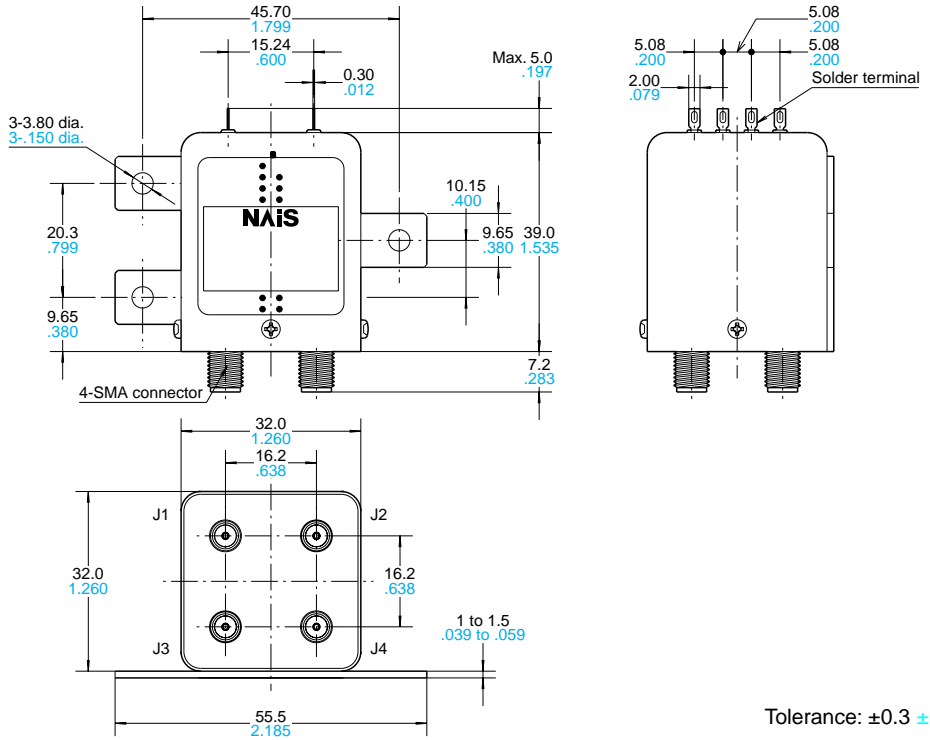 45.70
1.799
15.24
.600
0.30
.012
Max. 5.0
.197
3-3.80 dia.
3-.150 dia.
10.15
.400
20.3
.799
9.65
.380
39.0
1.535
9.65
.380
7.2
.283
NAiS
4-SMA connector
5.08
.200
5.08
.200
5.08
.200
2.00
.079
Solder terminal
32.0
1.260
16.2
.638
J1
J2
32.0
1.260
16.2
.638
J3
J4
1 to 1.5
.039 to .059
55.5
2.185
Tolerance: ±0.3 ±